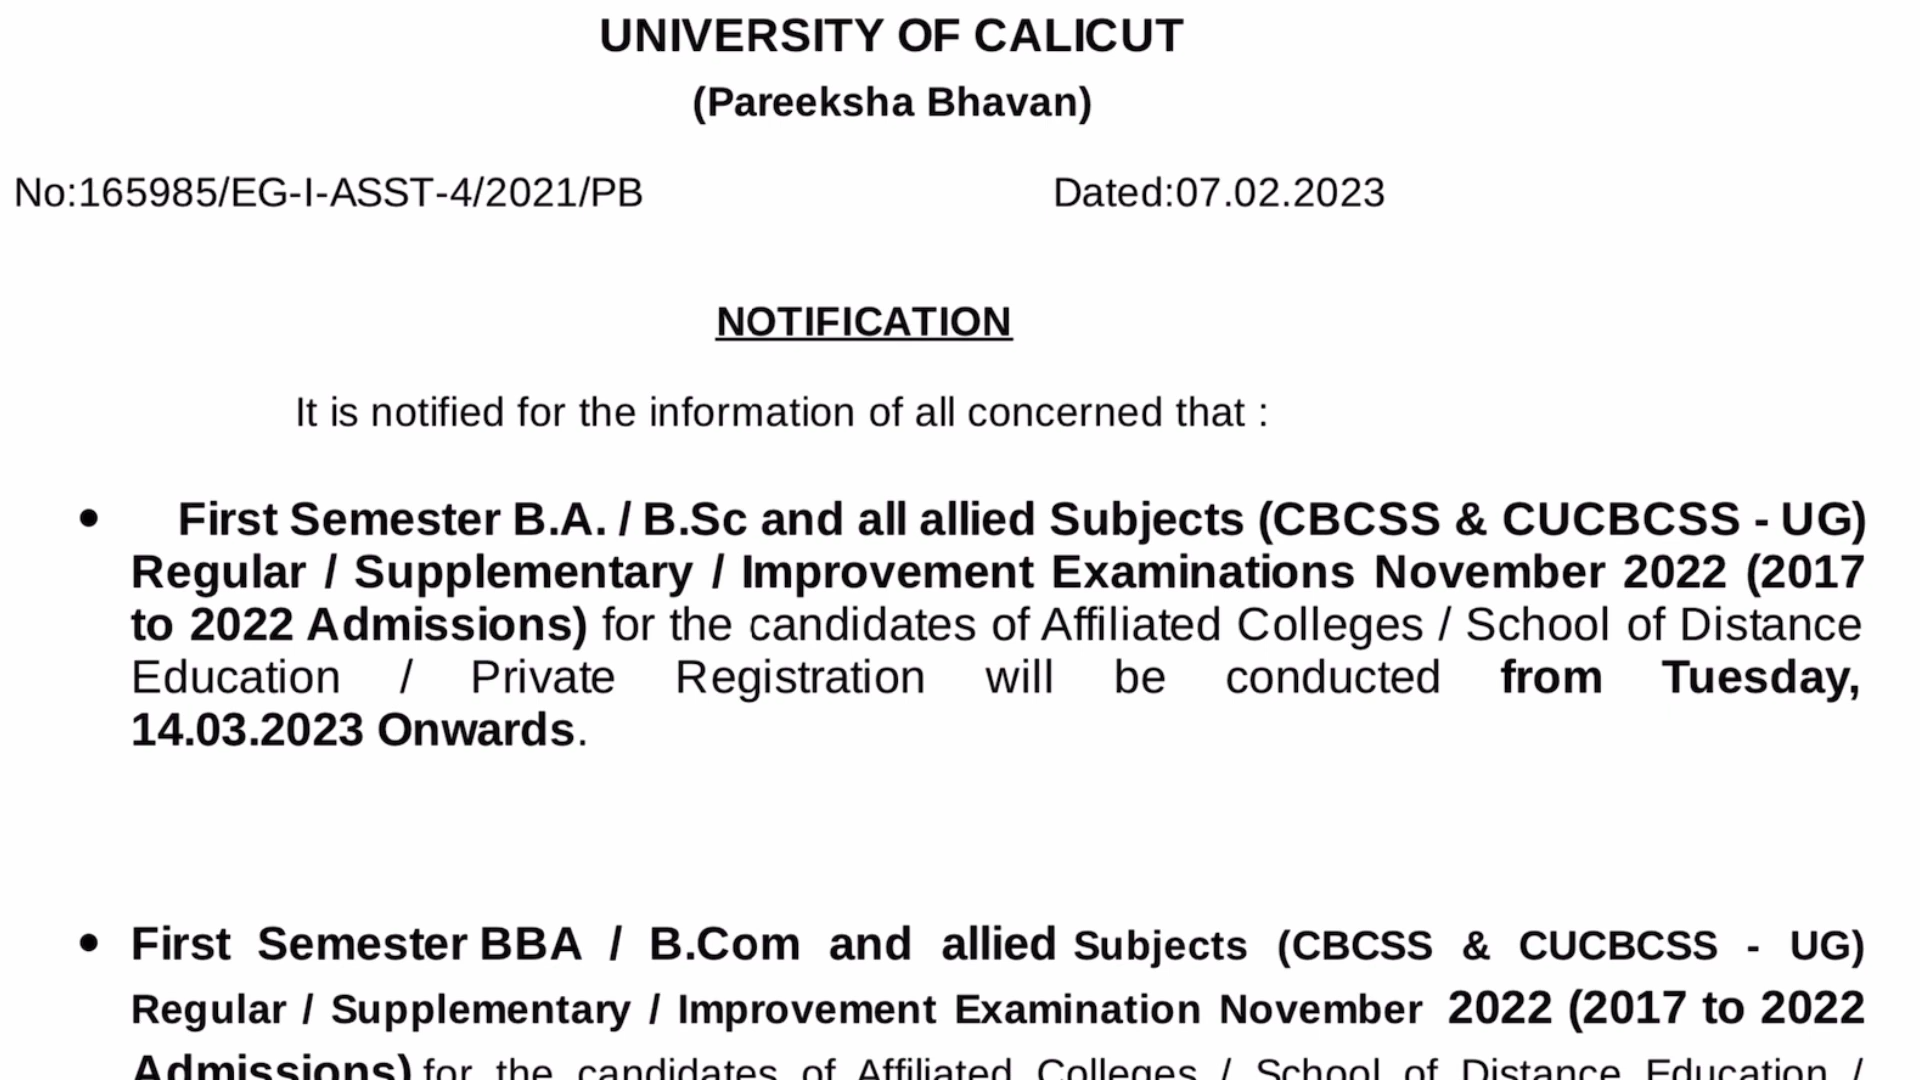 UNIVERSITY OF CALICUT
(Pareeksha Bhavan)
No:165985/EG-I-ASST-4/2021/PB Dated:07.02.2023
NOTIFICATION
It is notified for the information of all concerned that :
• First Semester B.A. / B.Sc and all allied Subjects (CBCSS & CUCBCSS - UG)
Regular / Supplementary / Improvement Examinations November 2022 (2017
to 2022 Admissions) for the candidates of Affiliated Colleges / School of Distance
Education / Private Registration will be conducted from Tuesday,
14.03.2023 Onwards.
• First Semester BBA / B.Com and allied Subjects (CBCSS & CUCBCSS - UG)
Regular / Supplementary / Improvement Examination November 2022 (2017 to 2022
Admissions) for the candidates of Affiliated Colleges / School of Distance Education /